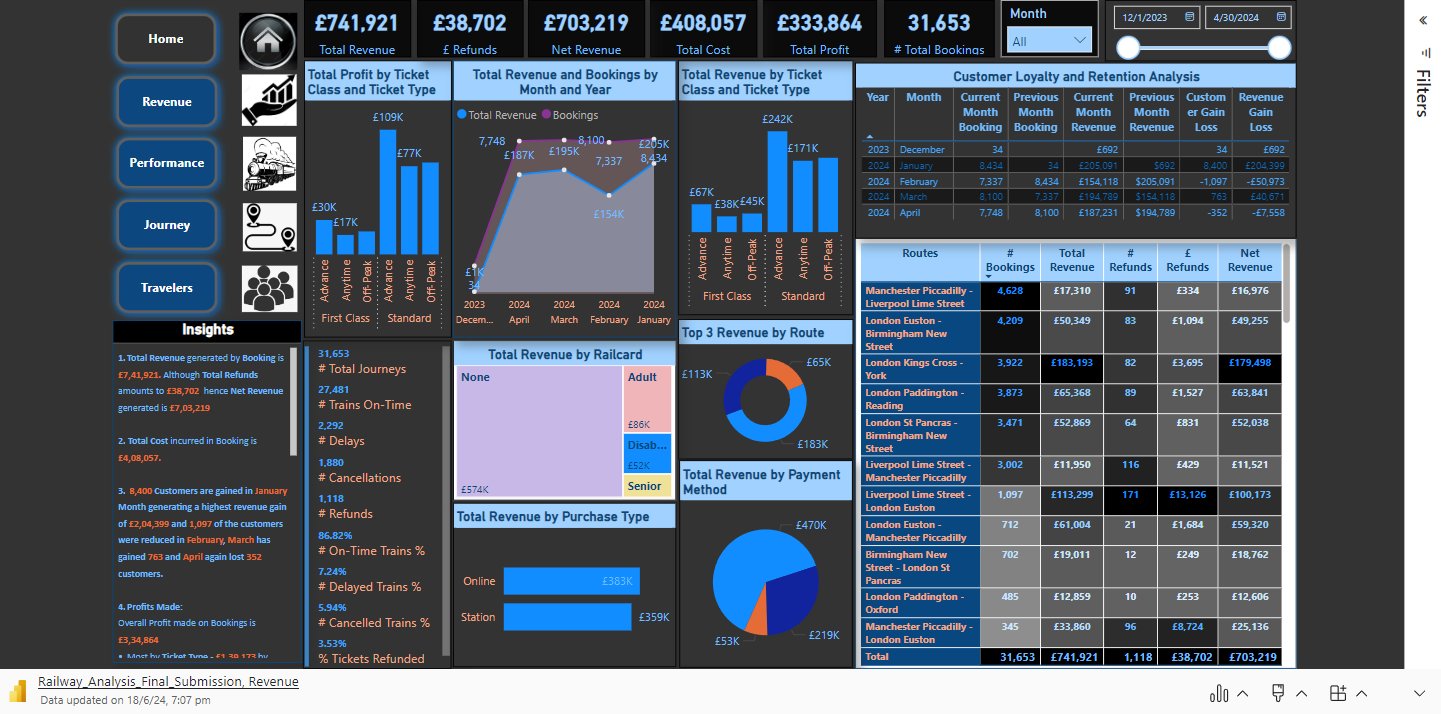 Home
Revenue
Performance
Journey
Travelers
£741,921
Total Revenue
£38,702
£ Refunds
£703,219
Net Revenue
£408,057
Total Cost
£333,864
Total Profit
31,653
# Total Bookings
Month
All
12/1/2023
4/30/2024
Filters
Insights
1. Total Revenue generated by Booking is
£7,41,921. Although Total Refunds
amounts to £38,702 hence Net Revenue
generated is £7,03,219
2. Total Cost incurred in Booking is
£4,08,057.
3. 8,400 Customers are gained in January
Month generating a highest revenue gain
of £2,04,399 and 1,097 of the customers
were reduced in February, March has
gained 763 and April again lost 352
customers.
4. Profits Made:
Overall Profit made on Bookings is
£3,34,864
• Most by Ticket Type - £1,39,173 by
Total Profit by Ticket
Class and Ticket Type
£109K
£77K
£30K
£17K
Advance
Anytime
Off-Peak
Advance
Anytime
Off-Peak
First Class
Standard
31,653
# Total Journeys
27,481
# Trains On-Time
2,292
# Delays
1,880
# Cancellations
1,118
# Refunds
86.82%
# On-Time Trains %
7.24%
# Delayed Trains %
5.94%
# Cancelled Trains %
3.53%
% Tickets Refunded
Total Revenue and Bookings by
Month and Year
Total Revenue Bookings
7,748
8,100
£205K
£187K
£195K
7,337
8,434
£154K
£1K
34
2023 2024 2024 2024 2024
Decem... April March February January
Total Revenue by Railcard
None
£574K
Adult
£86K
Disab...
£52K
Senior
Total Revenue by Purchase Type
Online £383K
Station £359K
Total Revenue by Ticket
Class and Ticket Type
£242K
£171K
£67K
£38K
£45K
Advance
Anytime
Off-Peak
Advance
Anytime
Off-Peak
First Class
Standard
Top 3 Revenue by Route
£65K
£113K
£183K
Total Revenue by Payment
Method
£470K
£53K
£219K
Customer Loyalty and Retention Analysis
Year Month Current Previous Current Previous Custom Revenue
Month Month Month Month er Gain Gain
Booking Booking Revenue Revenue Loss Loss
2023 December 34 £692 34 £692
2024 January 8,434 34 £205,091 £692 8,400 £204,399
2024 February 7,337 8,434 £154,118 £205,091 -1,097 -£50,973
2024 March 8,100 7,337 £194,789 £154,118 763 £40,671
2024 April 7,748 8,100 £187,231 £194,789 -352 -£7,558
Routes # Total # £ Net
Bookings Revenue Refunds Refunds Revenue
Manchester Piccadilly - 4,628 £17,310 91 £334 £16,976
Liverpool Lime Street
London Euston - 4,209 £50,349 83 £1,094 £49,255
Birmingham New
Street
London Kings Cross - 3,922 £183,193 82 £3,695 £179,498
York
London Paddington - 3,873 £65,368 89 £1,527 £63,841
Reading
London St Pancras - 3,471 £52,869 64 £831 £52,038
Birmingham New
Street
Liverpool Lime Street - 3,002 £11,950 116 £429 £11,521
Manchester Piccadilly
Liverpool Lime Street - 1,097 £113,299 171 £13,126 £100,173
London Euston
London Euston - 712 £61,004 21 £1,684 £59,320
Manchester Piccadilly
Birmingham New 702 £19,011 12 £249 £18,762
Street - London St
Pancras
London Paddington - 485 £12,859 10 £253 £12,606
Oxford
Manchester Piccadilly - 345 £33,860 96 £8,724 £25,136
London Euston
Total 31,653 £741,921 1,118 £38,702 £703,219
Railway_Analysis_Final_Submission, Revenue
Data updated on 18/6/24, 7:07 pm